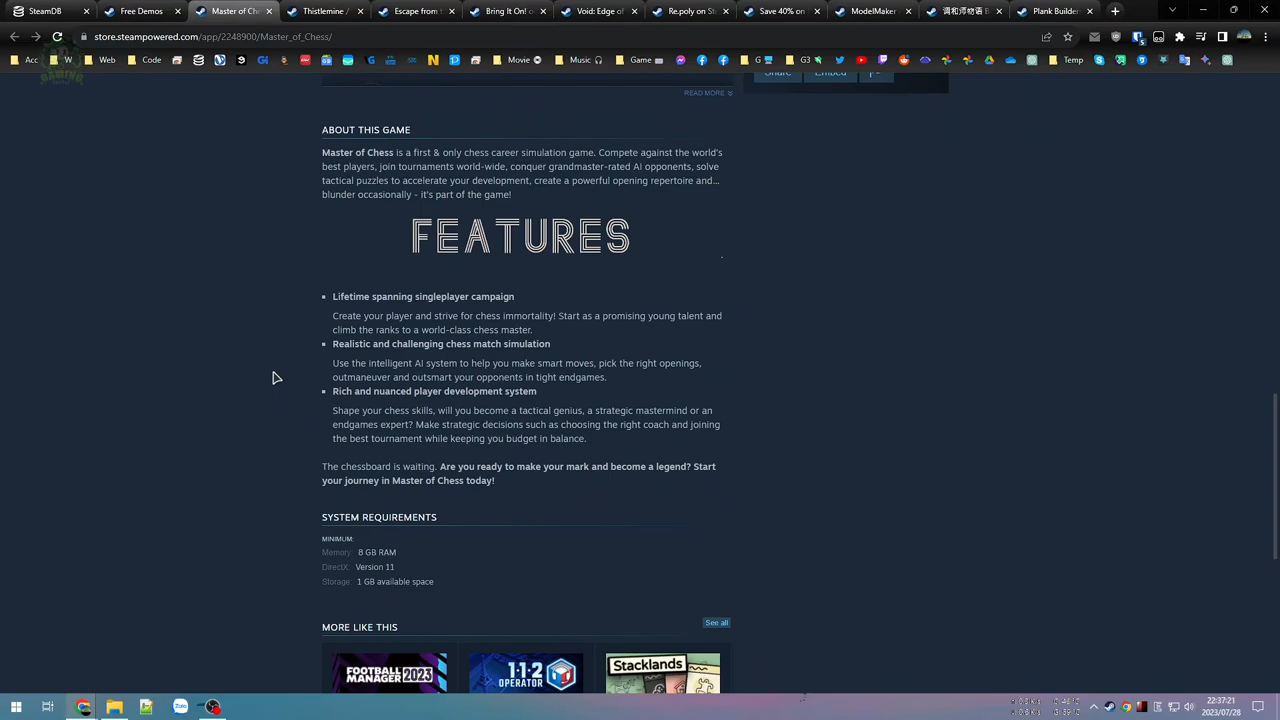 SteamDB
Master of Ch
Free Demos
Thistlemine
Escape from
Bring It On!
Void-Edge
Re.poly on S
Save 40% on
ModelMaker
调和浮物语 B
Plank Builder
store.steampowered.com/app/2248900/Master_of_Chess/
Acc
Web
Coding
Movie
Music
Game
G3
Temp
GAMING
Share
Embed
READ MORE
ABOUT THIS GAME
Master of Chess is a first & only chess career simulation game. Compete against the world's
best players, join tournaments world-wide, conquer grandmaster-rated AI opponents, solve
tactical puzzles to accelerate your development, create a powerful opening repertoire and...
blunder occasionally - it's part of the game!
FEATURES
Lifetime spanning singleplayer campaign
Create your player and strive for chess immortality! Start as a promising young talent and
climb the ranks to a world-class chess master.
Realistic and challenging chess match simulation
Use the intelligent AI system to help you make smart moves, pick the right openings,
outmaneuver and outsmart your opponents in tight endgames.
Rich and nuanced player development system
Shape your chess skills, will you become a tactical genius, a strategic mastermind or an
endgames expert? Make strategic decisions such as choosing the right coach and joining
the best tournament while keeping you budget in balance.
The chessboard is waiting. Are you ready to make your mark and become a legend? Start
your journey in Master of Chess today!
SYSTEM REQUIREMENTS
MINIMUM:
Memory: 8 GB RAM
DirectX: Version 11
Storage: 1 GB available space
MORE LIKE THIS
See all
FOOTBALL
MANAGER 2023
112
OPERATOR
Stacklands
22:37:21
2023/07/28